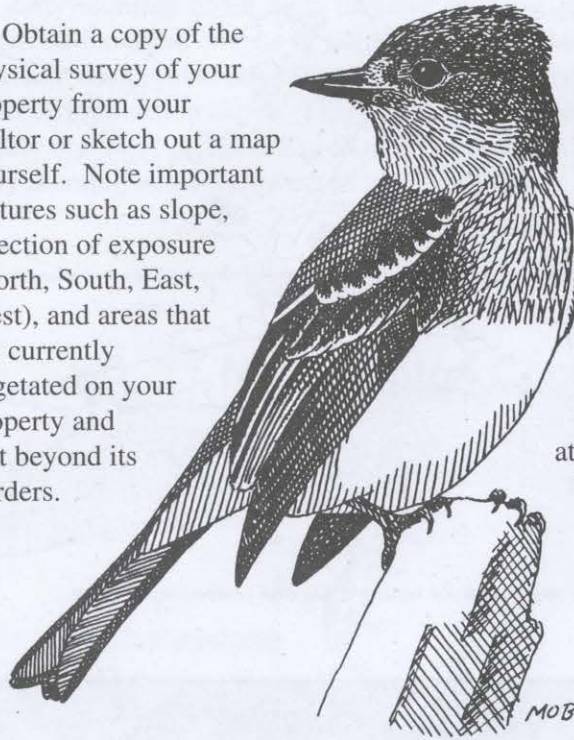 Obtain a copy of the
ysical survey of your
operty from your
ltor or sketch out a map
urself. Note important
tures such as slope,
ection of exposure
orth, South, East,
est), and areas that
currently
getated on your
operty and
t beyond its
rders.
at
MOB